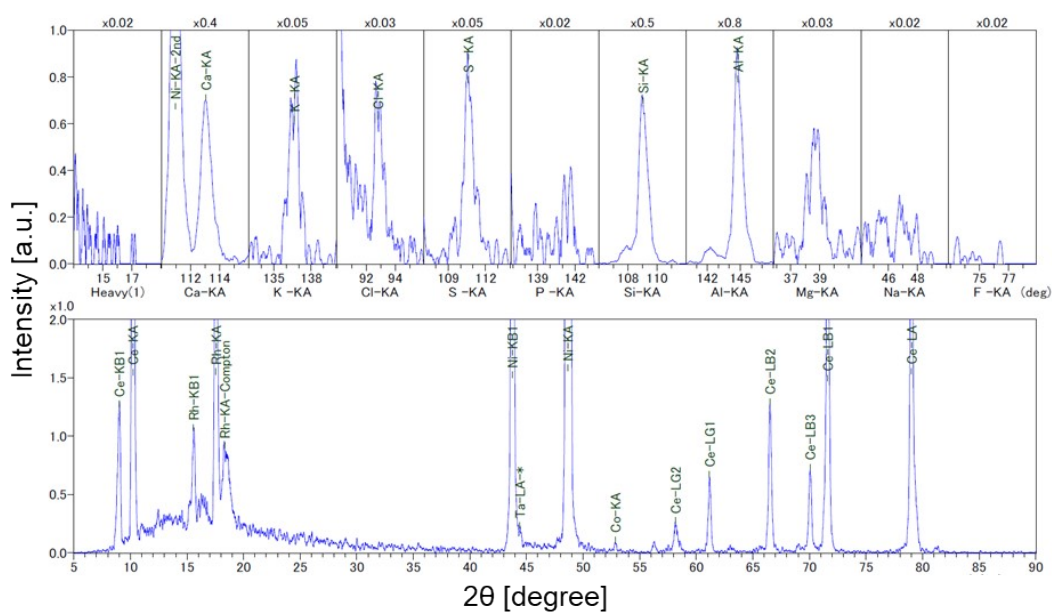 x0.02 x0.4 x0.05 x0.03 x0.05 x0.02 x0.5 x0.8 x0.03 x0.02 x0.02
1.0
Ni-KA-2nd
Ca-KA
K -KA
Cl-KA
S -KA
Si-KA
Al-KA
0.8
0.6
0.4
0.2
0.0
15 17 112 114 135 138 92 94 109 112 139 142 108 110 142 145 37 39 46 48 75 77
Heavy(1) Ca-KA K -KA Cl-KA S -KA P -KA Si-KA Al-KA Mg-KA Na-KA F -KA (deg)
Intensity [a.u.]
x1.0
2.0
Ce-KB1
Ce-KA
Rh-KB1
Rh-KA
Rh-KA-Compton
Ni-KB1
Ta-LA-*
Ni-KA
Co-KA
Ce-LG2
Ce-LG1
Ce-LB2
Ce-LB3
Ce-LB1
Ce-LA
1.5
1.0
0.5
0.0
5 10 15 20 25 30 35 40 45 50 55 60 65 70 75 80 85 90
2θ [degree]